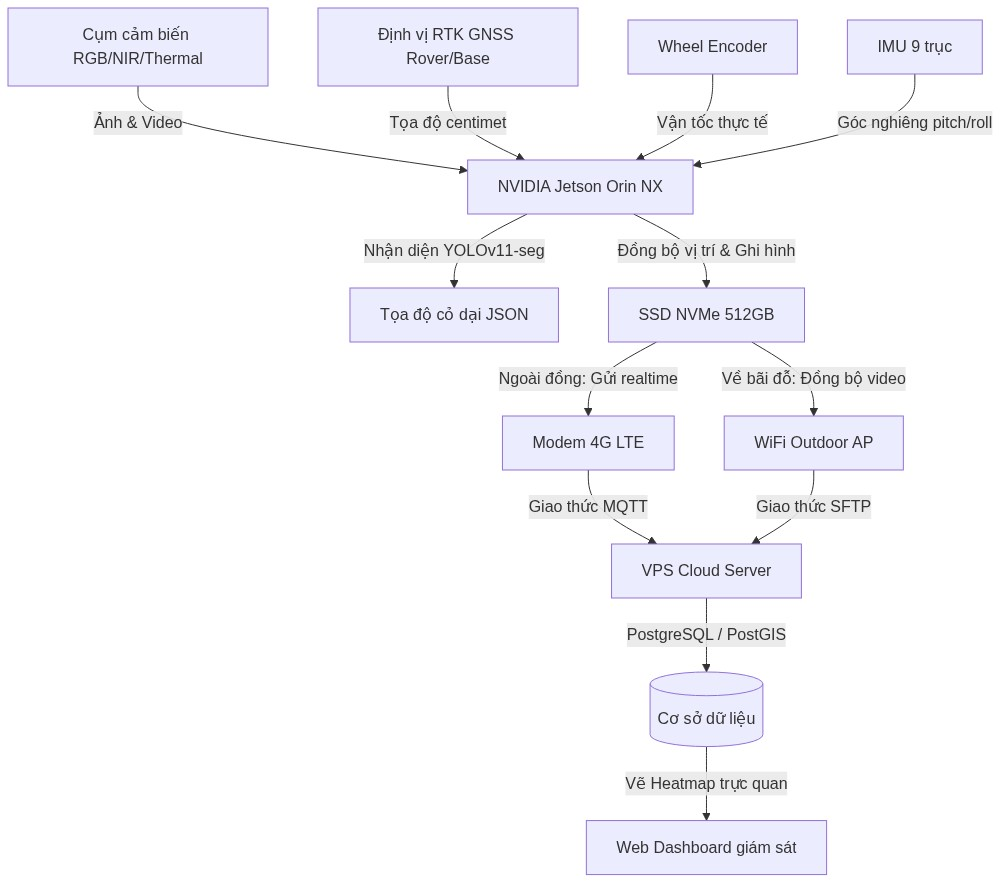 Cụm cảm biến
RGB/NIR/Thermal
Định vị RTK GNSS
Rover/Base
Wheel Encoder
IMU 9 trục
Ảnh & Video
Tọa độ centimet
Vận tốc thực tế
Góc nghiêng pitch/roll
NVIDIA Jetson Orin NX
Nhận diện YOLOv11-seg
Đồng bộ vị trí & Ghi hình
Tọa độ cỏ dại JSON
SSD NVMe 512GB
Ngoài đồng: Gửi realtime
Về bãi đỗ: Đồng bộ video
Modem 4G LTE
WiFi Outdoor AP
Giao thức MQTT
Giao thức SFTP
VPS Cloud Server
PostgreSQL / PostGIS
Cơ sở dữ liệu
Vẽ Heatmap trực quan
Web Dashboard giám sát